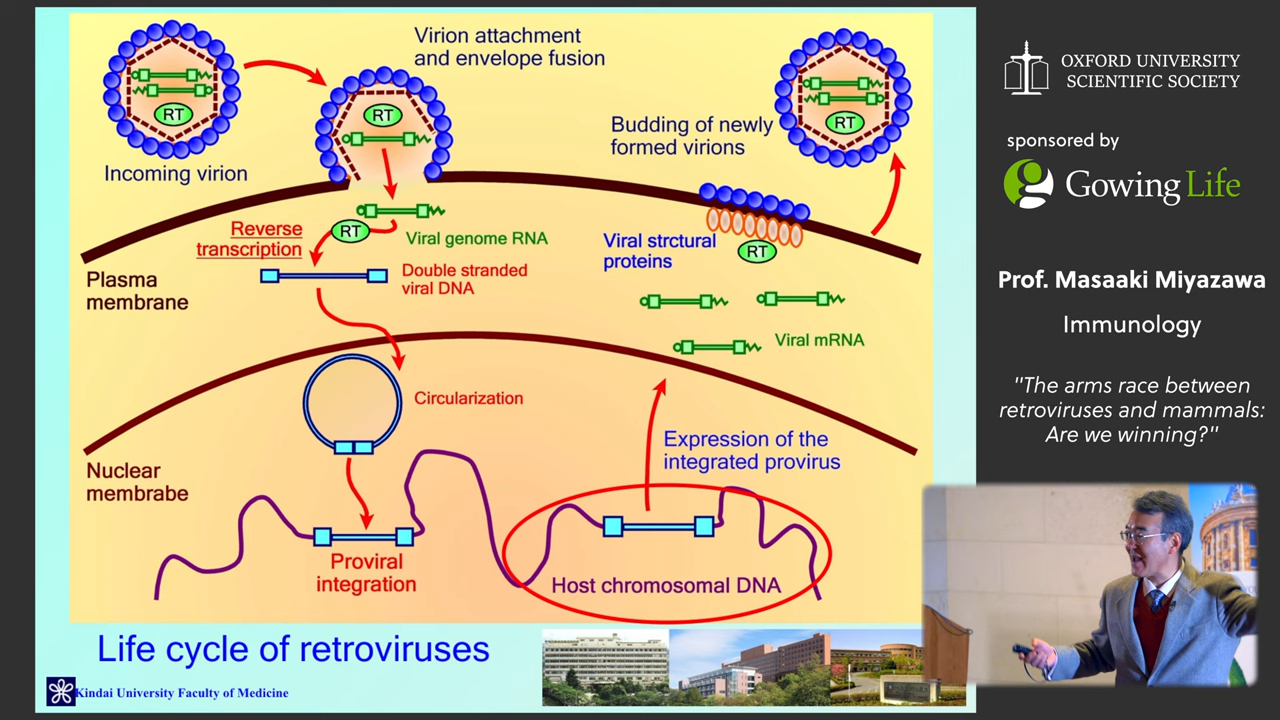 Virion attachment
and envelope fusion
RT
Incoming virion
RT
Budding of newly
formed virions
RT
Reverse
transcription
RT
Viral genome RNA
Double stranded
viral DNA
Viral strctural
proteins
RT
Plasma
membrane
Viral mRNA
Circularization
Nuclear
membrabe
Expression of the
integrated provirus
Proviral
integration
Host chromosomal DNA
Life cycle of retroviruses
Kindai University Faculty of Medicine
OXFORD UNIVERSITY
SCIENTIFIC SOCIETY
sponsored by
Gowing Life
Prof. Masaaki Miyazawa
Immunology
"The arms race between
retroviruses and mammals:
Are we winning?"